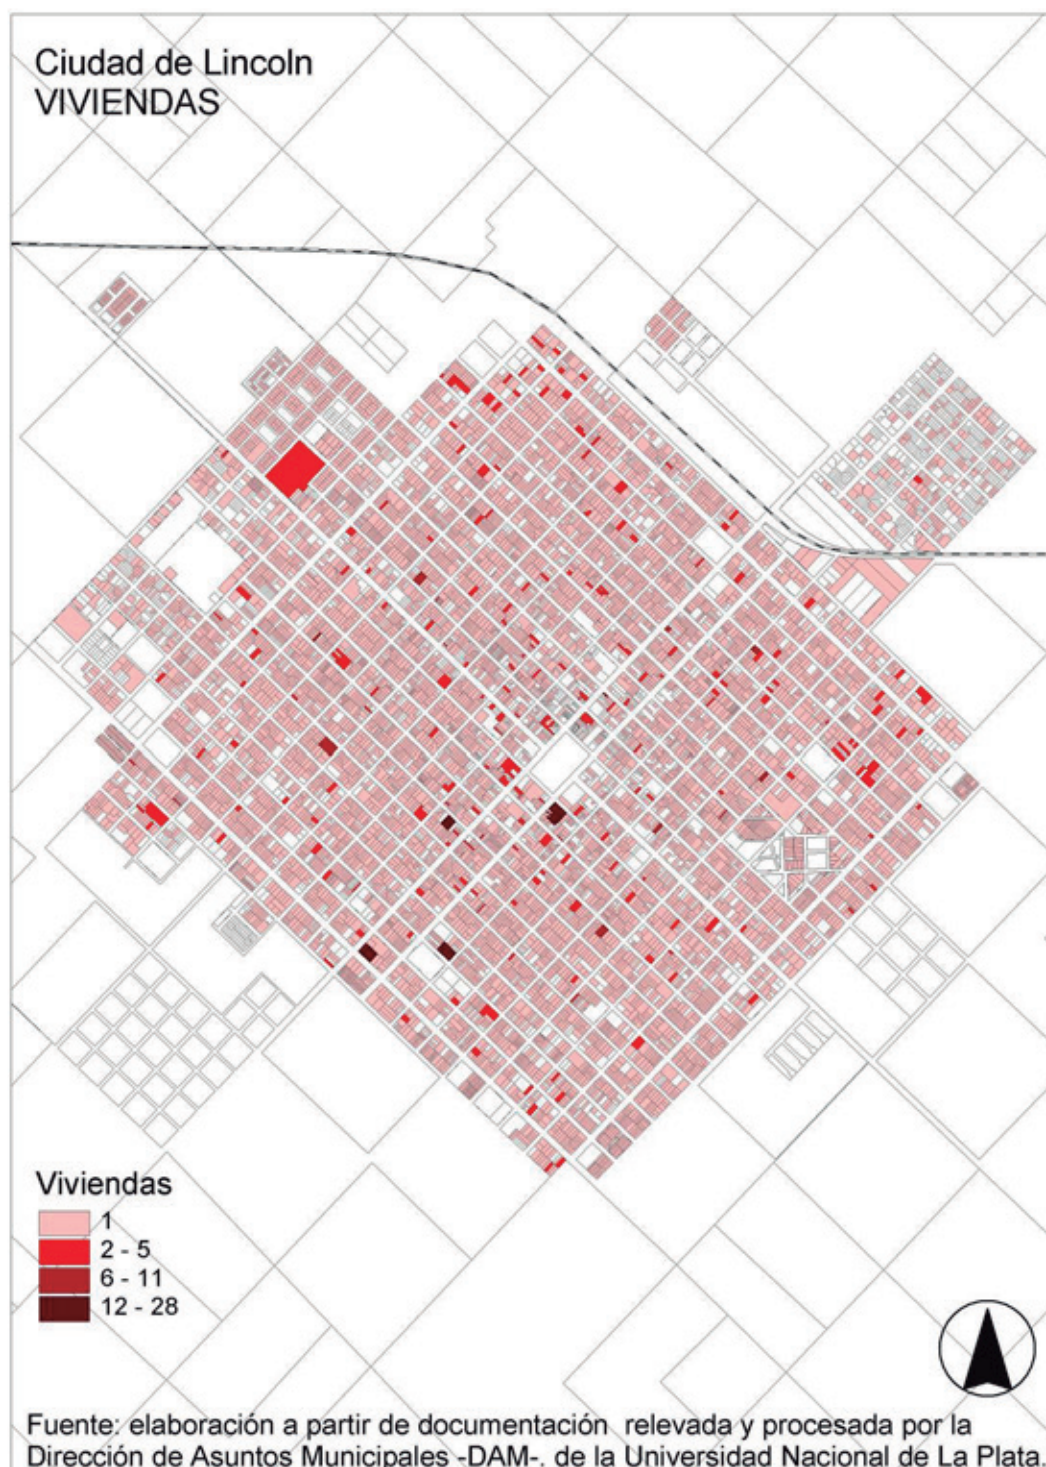 Ciudad de Lincoln
VIVIENDAS
Viviendas
1
2 - 5
6 - 11
12 - 28
Fuente: elaboración a partir de documentación relevada y procesada por la
Dirección de Asuntos Municipales -DAM-. de la Universidad Nacional de La Plata.